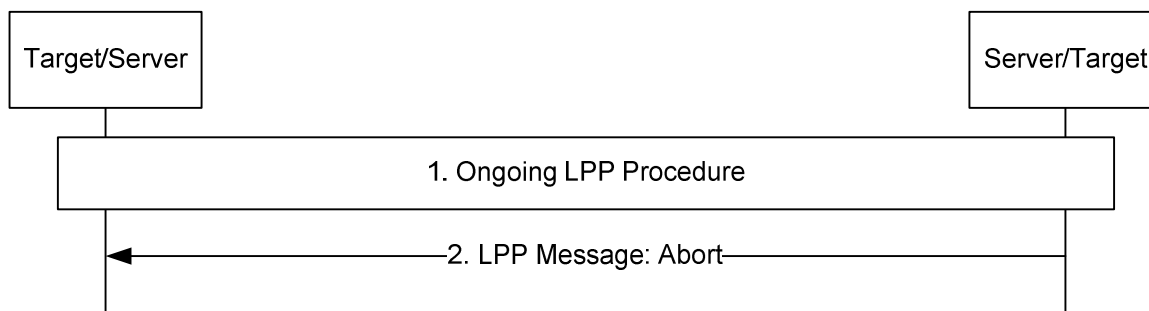 Target/Server
Server/Target
1. Ongoing LPP Procedure
2. LPP Message: Abort